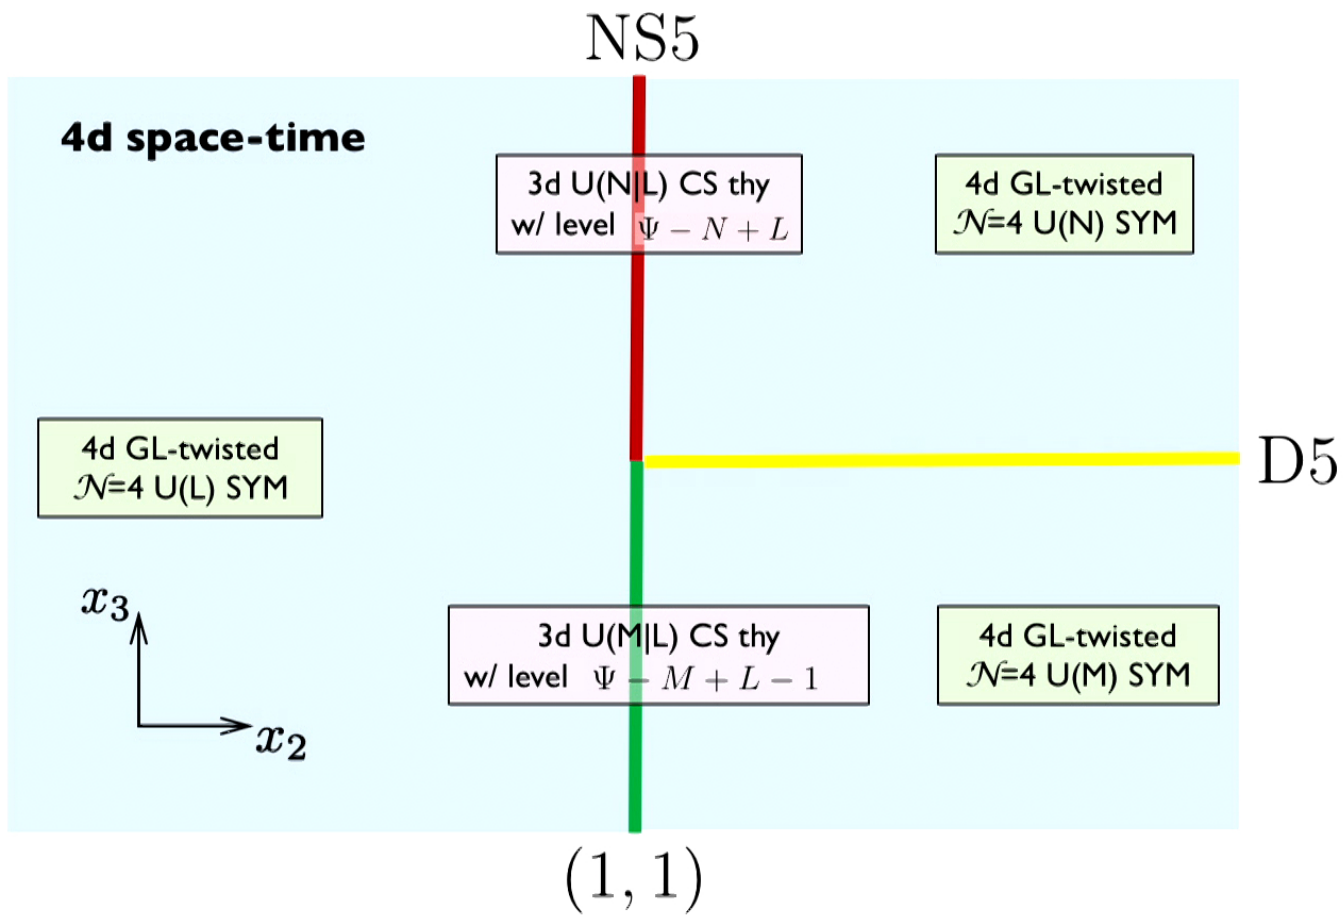 NS5
4d space-time
3d U(N|L) CS thy
w/ level Ψ − N + L
4d GL-twisted
𝒩=4 U(N) SYM
D5
4d GL-twisted
𝒩=4 U(L) SYM
x₃
x₂
3d U(M|L) CS thy
w/ level Ψ − M + L − 1
4d GL-twisted
𝒩=4 U(M) SYM
(1, 1)